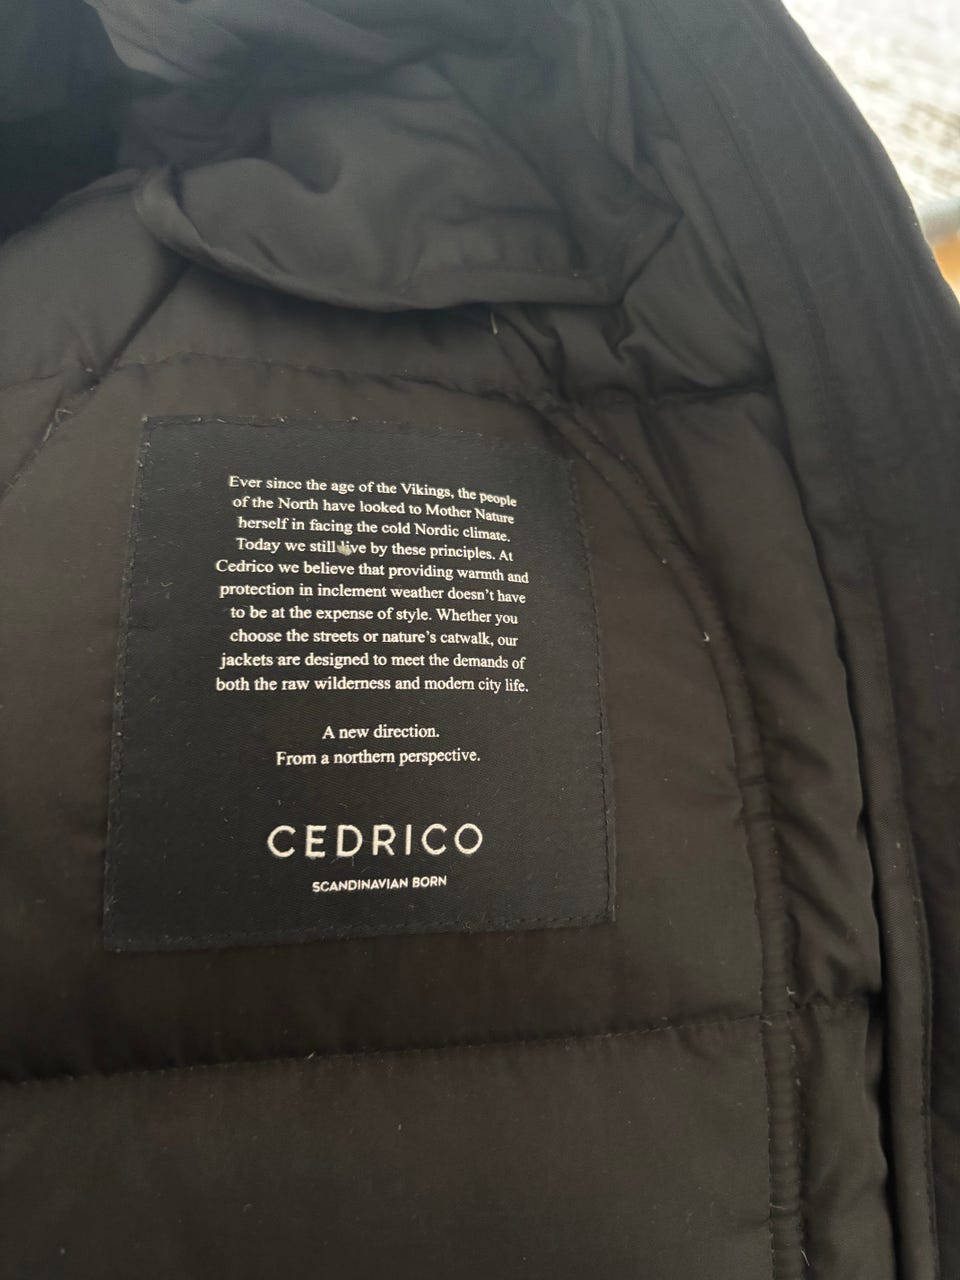 Ever since the age of the Vikings, the people
of the North have looked to Mother Nature
herself in facing the cold Nordic climate.
Today we still live by these principles. At
Cedrico we believe that providing warmth and
protection in inclement weather doesn't have
to be at the expense of style. Whether you
choose the streets or nature's catwalk, our
jackets are designed to meet the demands of
both the raw wilderness and modern city life.
A new direction.
From a northern perspective.
CEDRICO
SCANDINAVIAN BORN